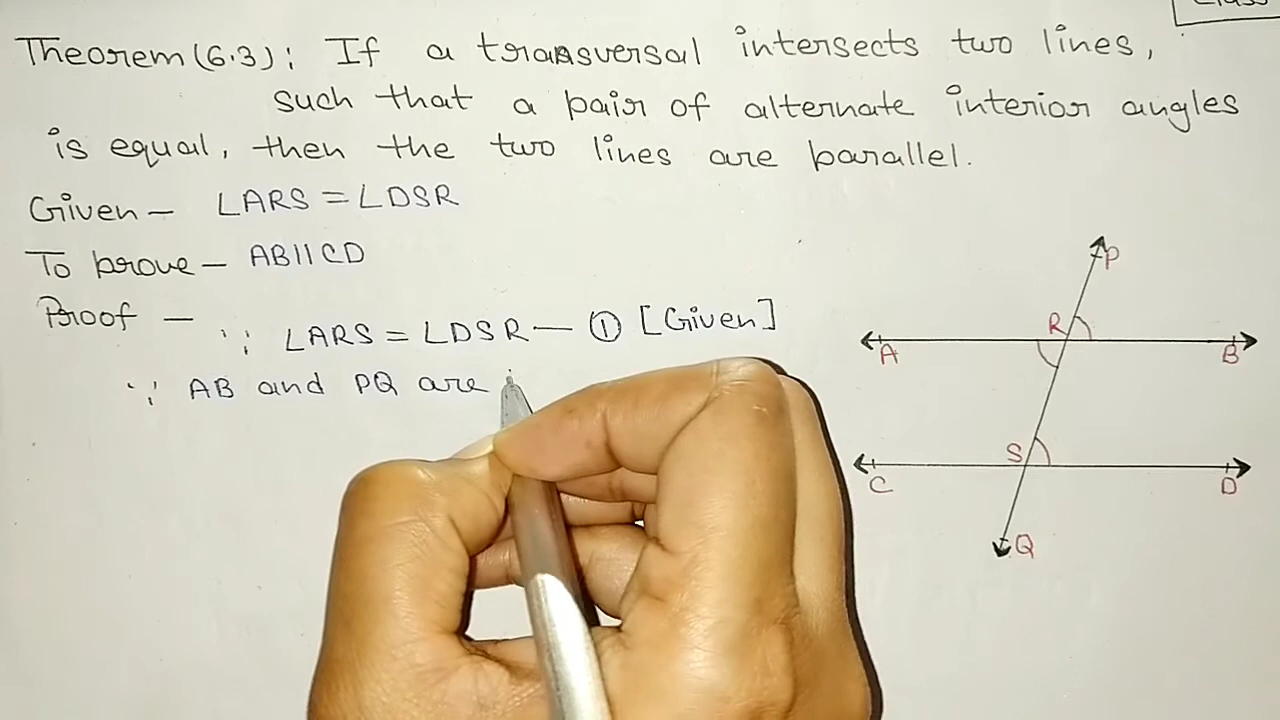 Theorem(6.3): If a transversal intersects two lines,
such that a pair of alternate interior angles
is equal, then the two lines are parallel.
Given – ∠ARS = ∠DSR
To prove – AB||CD
Proof –
∵ ∠ARS = ∠DSR — ① [Given]
∵ AB and PQ are
P
R
A
B
S
C
D
Q